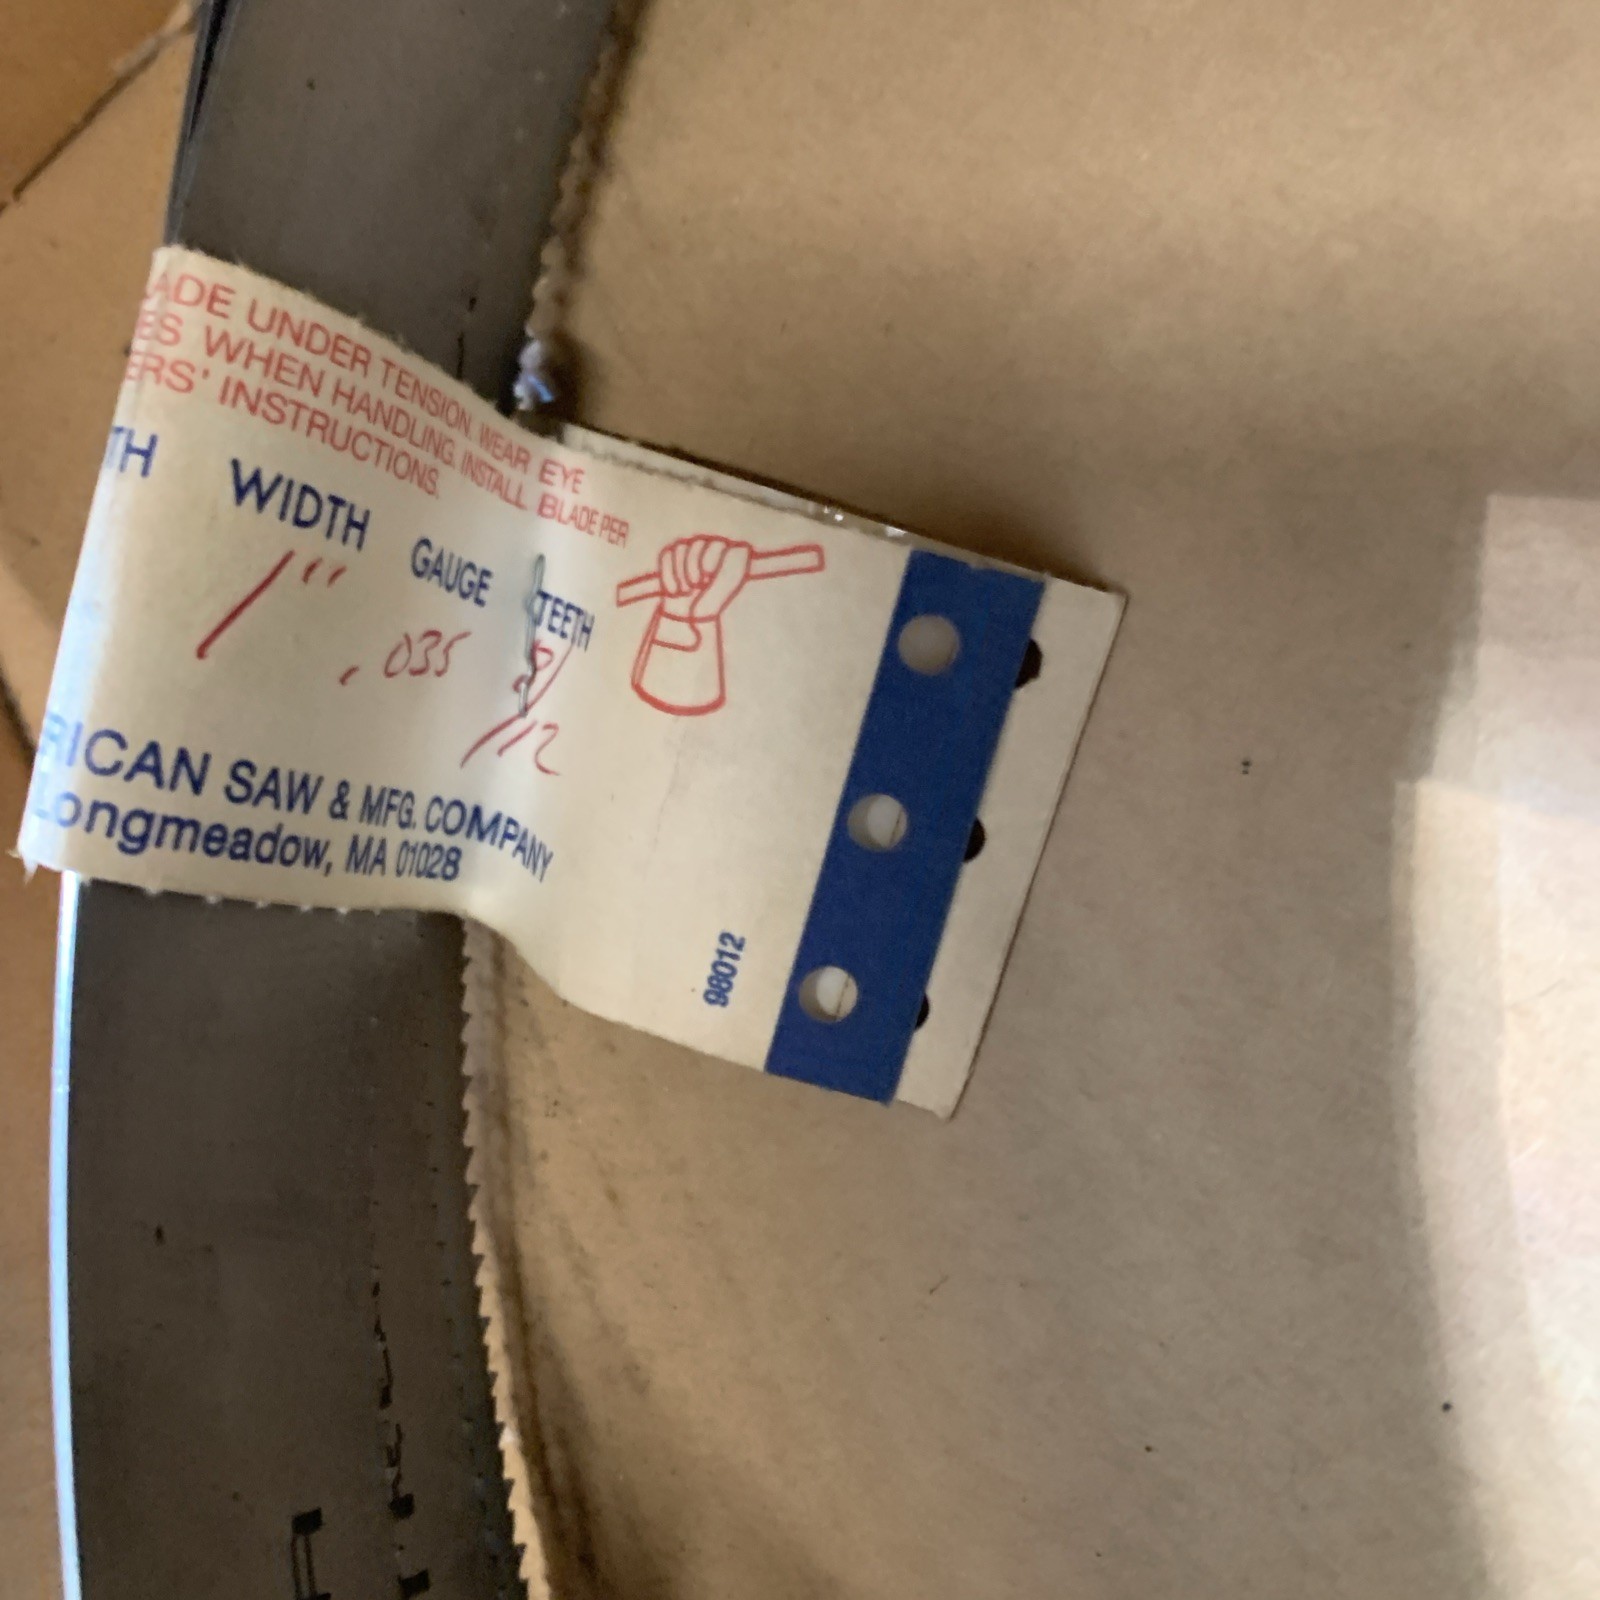 ADE UNDER TENSION. WEAR EYE
ES WHEN HANDLING. INSTALL BLADE PER
ERS' INSTRUCTIONS.
TH WIDTH GAUGE TEETH
1" .035 8/
/12
RICAN SAW & MFG. COMPANY
Longmeadow, MA 01028
98012